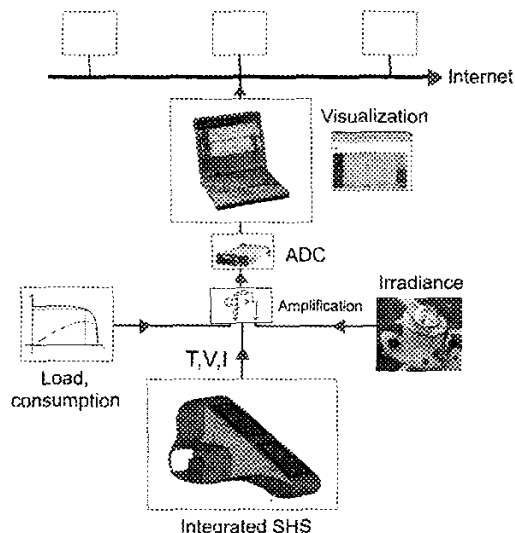 Internet
Visualization
ADC
Irradiance
Amplification
Load,
consumption
T,V,I
Integrated SHS